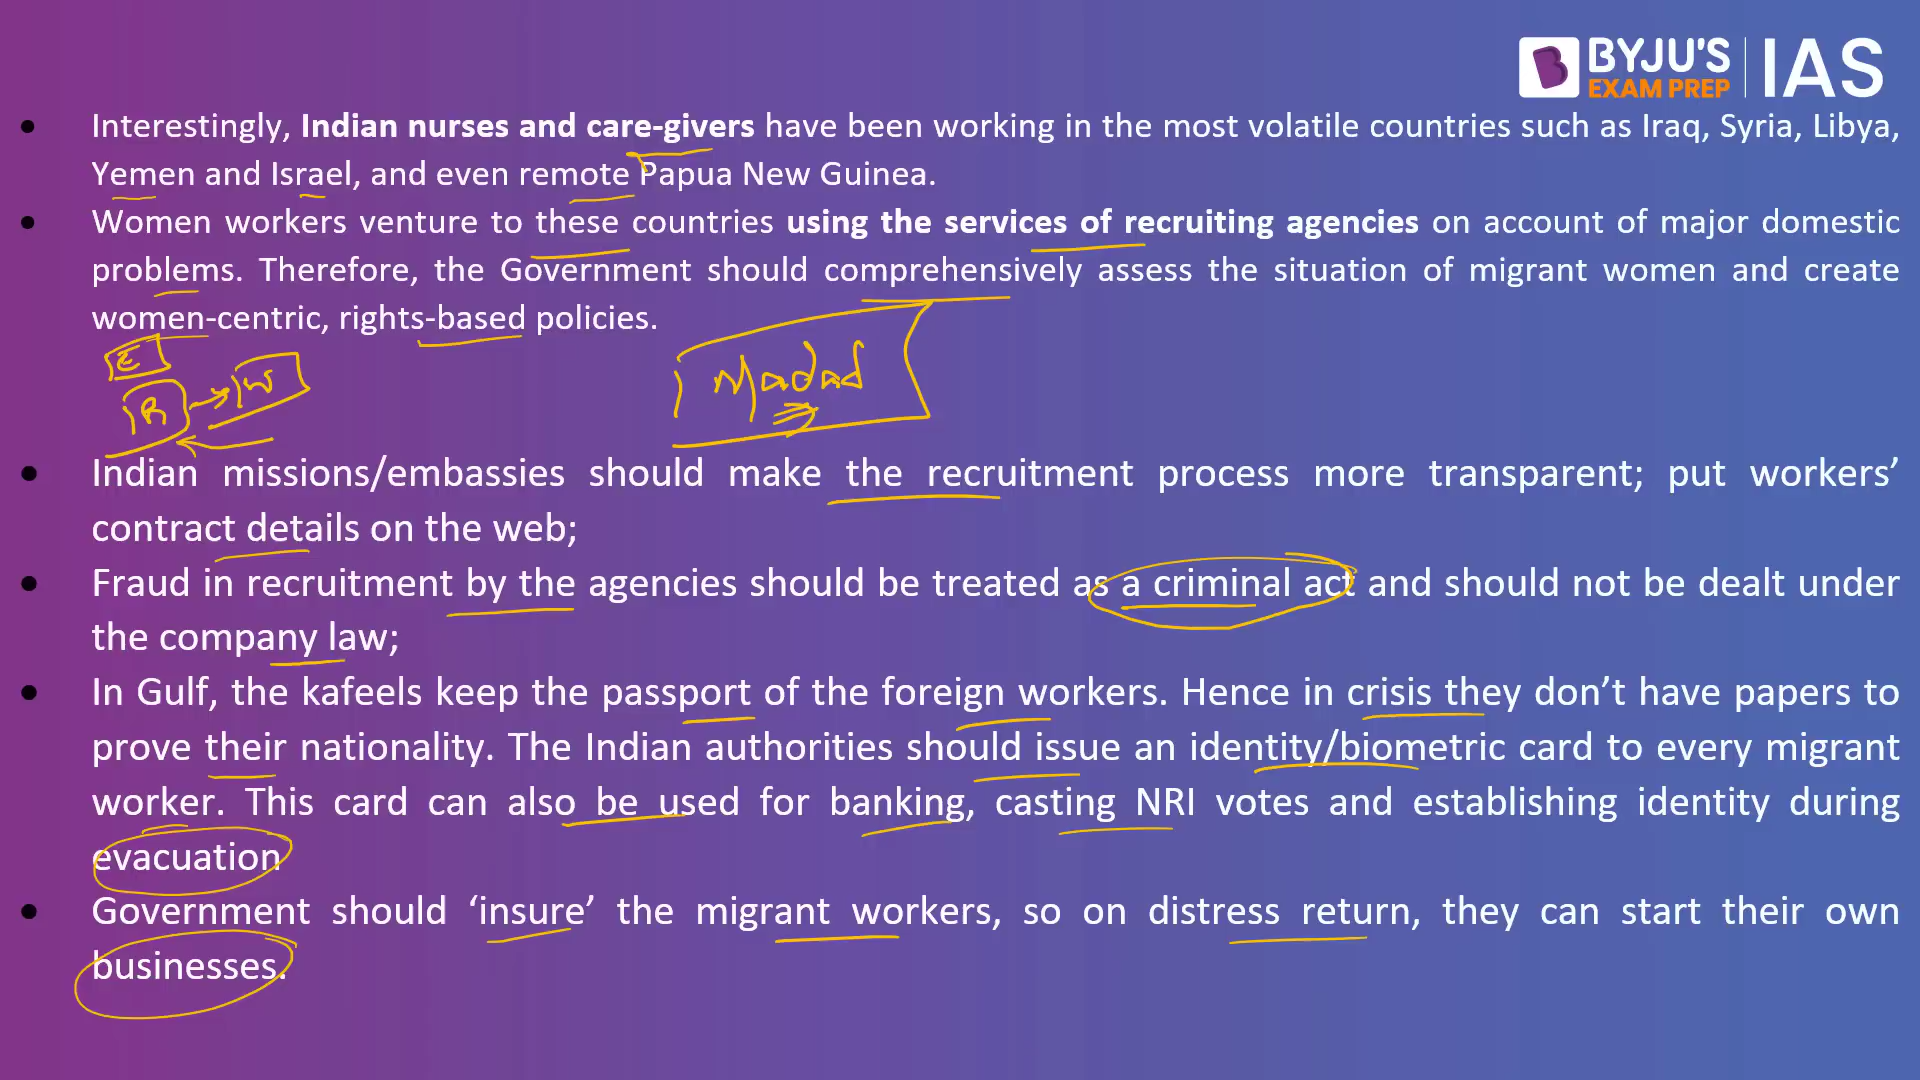 BYJU'S
EXAM PREP
IAS
• Interestingly, Indian nurses and care-givers have been working in the most volatile countries such as Iraq, Syria, Libya,
Yemen and Israel, and even remote Papua New Guinea.
• Women workers venture to these countries using the services of recruiting agencies on account of major domestic
problems. Therefore, the Government should comprehensively assess the situation of migrant women and create
women-centric, rights-based policies.
E
R → W
Madad
• Indian missions/embassies should make the recruitment process more transparent; put workers’
contract details on the web;
• Fraud in recruitment by the agencies should be treated as a criminal act and should not be dealt under
the company law;
• In Gulf, the kafeels keep the passport of the foreign workers. Hence in crisis they don’t have papers to
prove their nationality. The Indian authorities should issue an identity/biometric card to every migrant
worker. This card can also be used for banking, casting NRI votes and establishing identity during
evacuation
• Government should ‘insure’ the migrant workers, so on distress return, they can start their own
businesses.